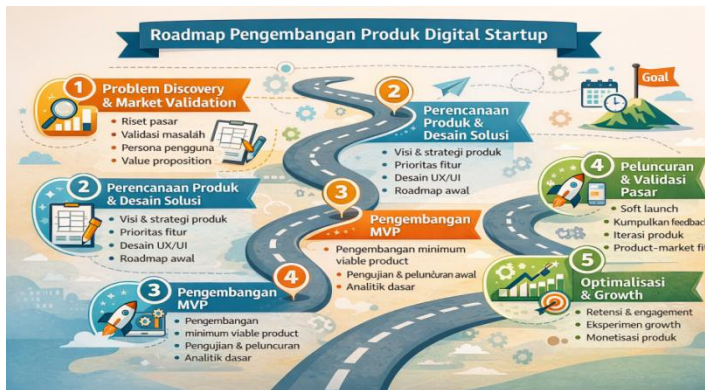 Roadmap Pengembangan Produk Digital Startup
1
Problem Discovery
& Market Validation
• Riset pasar
• Validasi masalah
• Persona pengguna
• Value proposition
2
Perencanaan
Produk &
Desain Solusi
• Visi & strategi produk
• Prioritas fitur
• Desain UX/UI
• Roadmap awal
Goal
2
Perencanaan Produk
& Desain Solusi
• Visi & strategi produk
• Prioritas fitur
• Desain UX/UI
• Roadmap awal
3
Pengembangan
MVP
• Pengembangan minimum
viable product
• Pengujian & peluncuran awal
• Analitik dasar
4
Peluncuran
& Validasi
Pasar
• Soft launch
• Kumpulkan feedback
• Iterasi produk
• Product-market fit
4
3
Pengembangan
MVP
• Pengembangan
• minimum viable product
• Pengujian & peluncuran
• Analitik dasar
5
Optimalisasi
& Growth
• Retensi & engagement
• Eksperimen growth
• Monetisasi produk